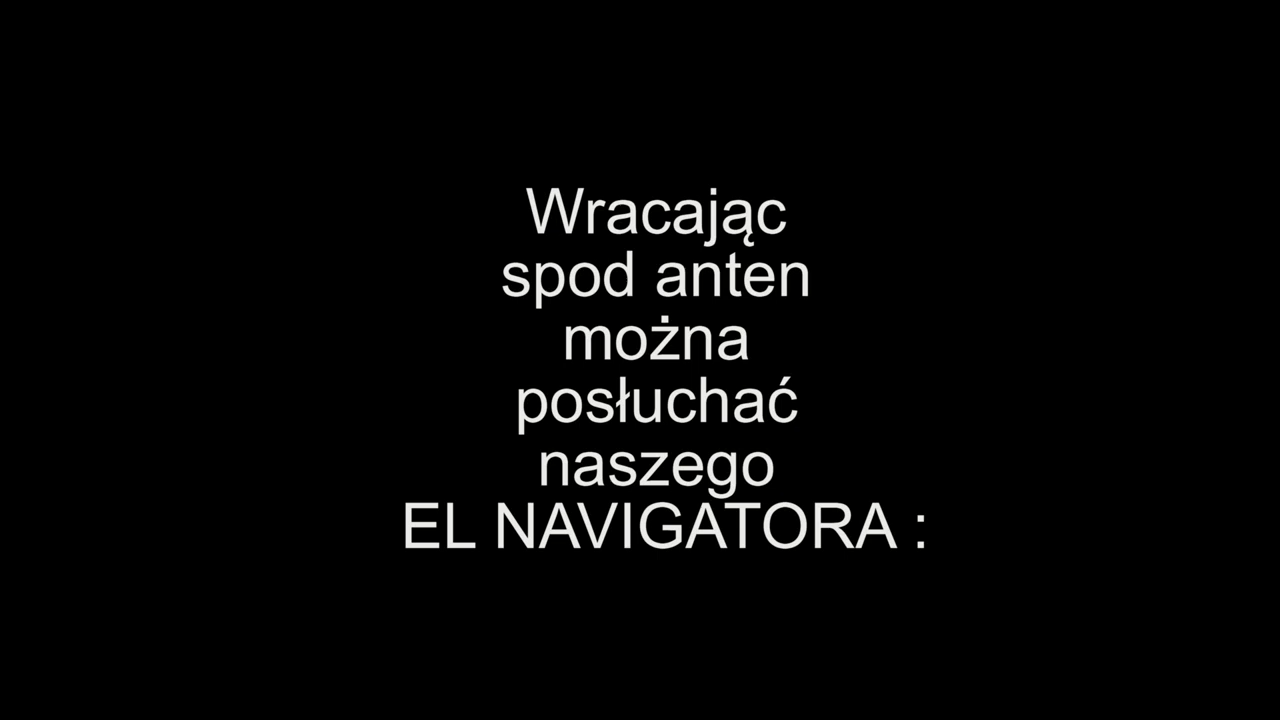 Wracając
spod anten
można
posłuchać
naszego
EL NAVIGATORA :